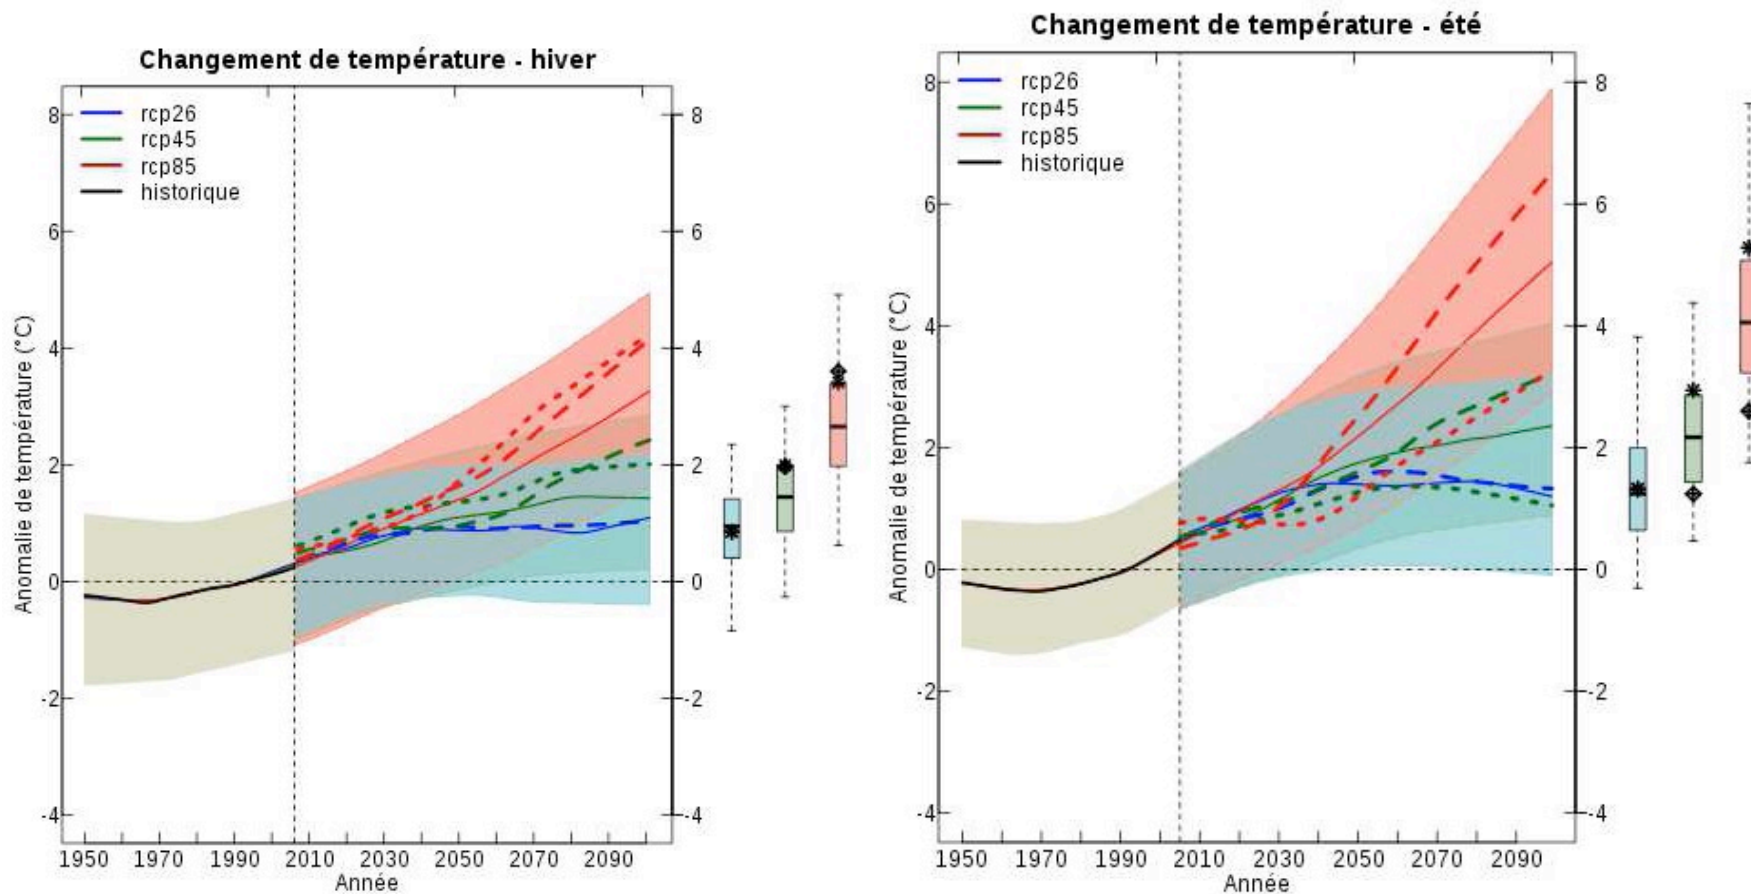 Changement de température - hiver
rcp26
rcp45
rcp85
historique
8
6
4
2
0
-2
-4
8
6
4
2
0
-2
-4
Anomalie de température (°C)
1950 1970 1990 2010 2030 2050 2070 2090
Année
Changement de température - été
rcp26
rcp45
rcp85
historique
8
6
4
2
0
-2
-4
8
6
4
2
0
-2
-4
Anomalie de température (°C)
1950 1970 1990 2010 2030 2050 2070 2090
Année